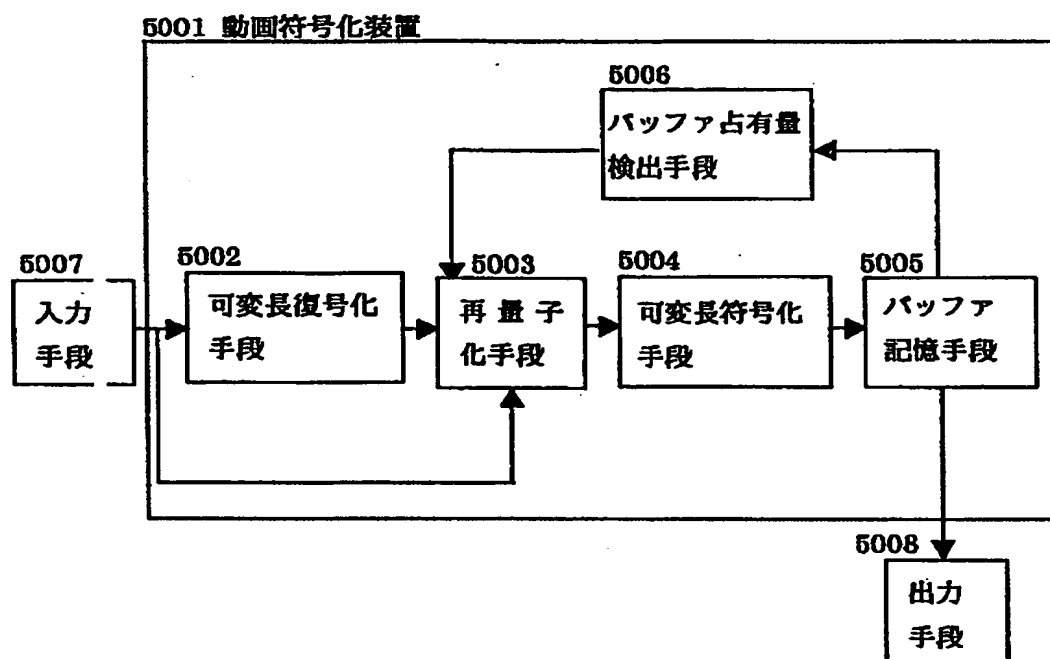 5001 動画符号化装置
5006
バッファ占有量
検出手段
5007
入力
手段
5002
可変長復号化
手段
5003
再量子
化手段
5004
可変長符号化
手段
5005
バッファ
記憶手段
5008
出力
手段